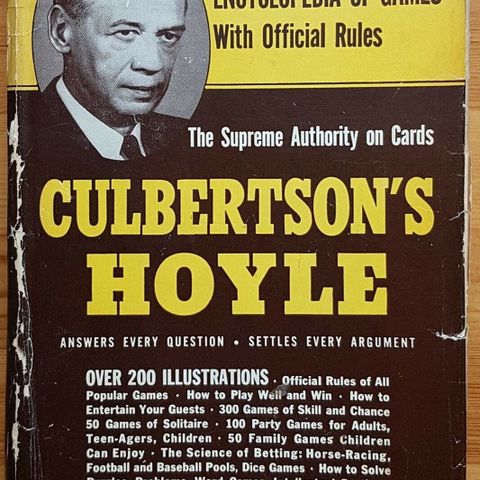 ENCYCLOPEDIA OF GAMES
With Official Rules
The Supreme Authority on Cards
CULBERTSON'S
HOYLE
ANSWERS EVERY QUESTION • SETTLES EVERY ARGUMENT
OVER 200 ILLUSTRATIONS · Official Rules of All
Popular Games · How to Play Well and Win · How to
Entertain Your Guests · 300 Games of Skill and Chance
50 Games of Solitaire · 100 Party Games for Adults,
Teen-Agers, Children · 50 Family Games Children
Can Enjoy · The Science of Betting: Horse-Racing,
Football and Baseball Pools, Dice Games · How to Solve